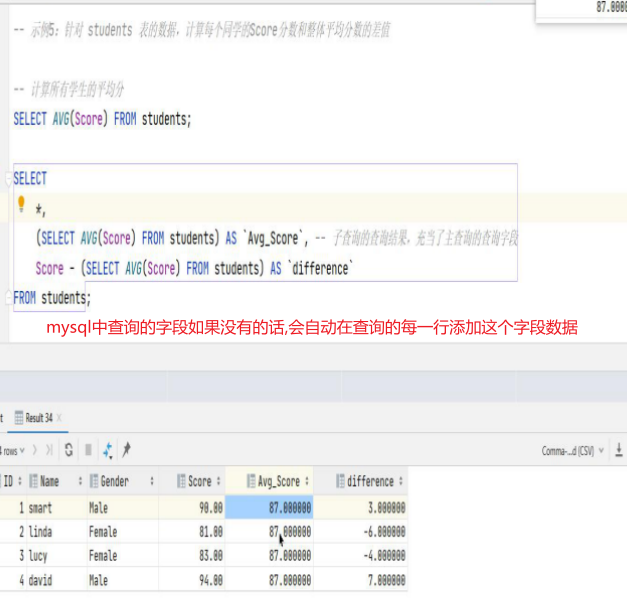 87.0000
-- 示例5：针对 students 表的数据，计算每个同学的Score分数和整体平均分数的差值
-- 计算所有学生的平均分
SELECT AVG(Score) FROM students;
SELECT
*,
(SELECT AVG(Score) FROM students) AS `Avg_Score`, -- 子查询的查询结果，充当了主查询的查询字段
Score - (SELECT AVG(Score) FROM students) AS `difference`
FROM students;
mysql中查询的字段如果没有的话,会自动在查询的每一行添加这个字段数据
Result 34
rows Comma-...d (CSV)
ID Name Gender Score Avg_Score difference
1 smart Male 90.00 87.000000 3.000000
2 linda Female 81.00 87.000000 -6.000000
3 lucy Female 83.00 87.000000 -4.000000
4 david Male 94.00 87.000000 7.000000